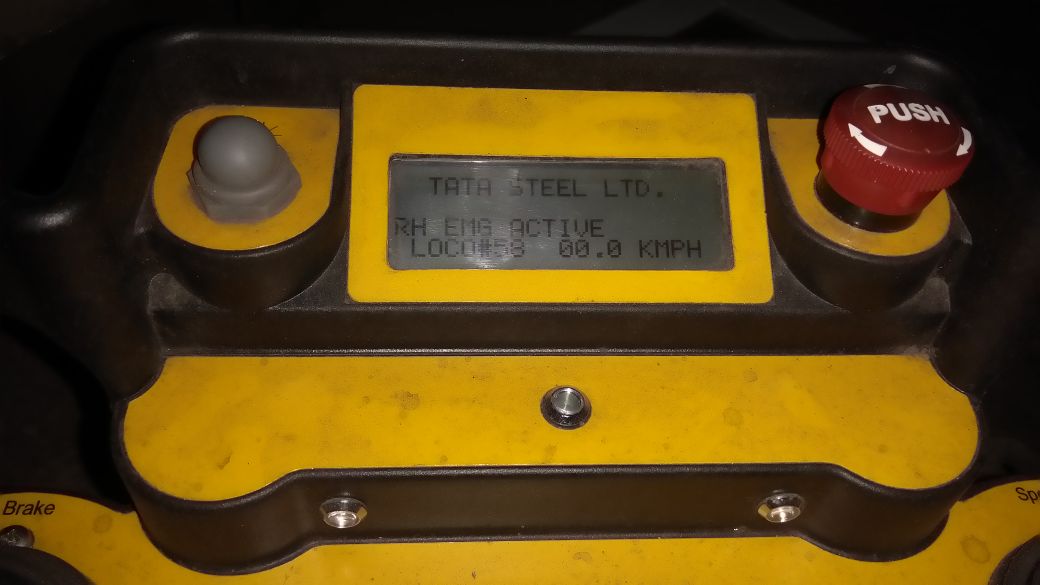 PUSH
TATA STEEL LTD.
RH EMG ACTIVE
LOCO#58 00.0 KMPH
Brake